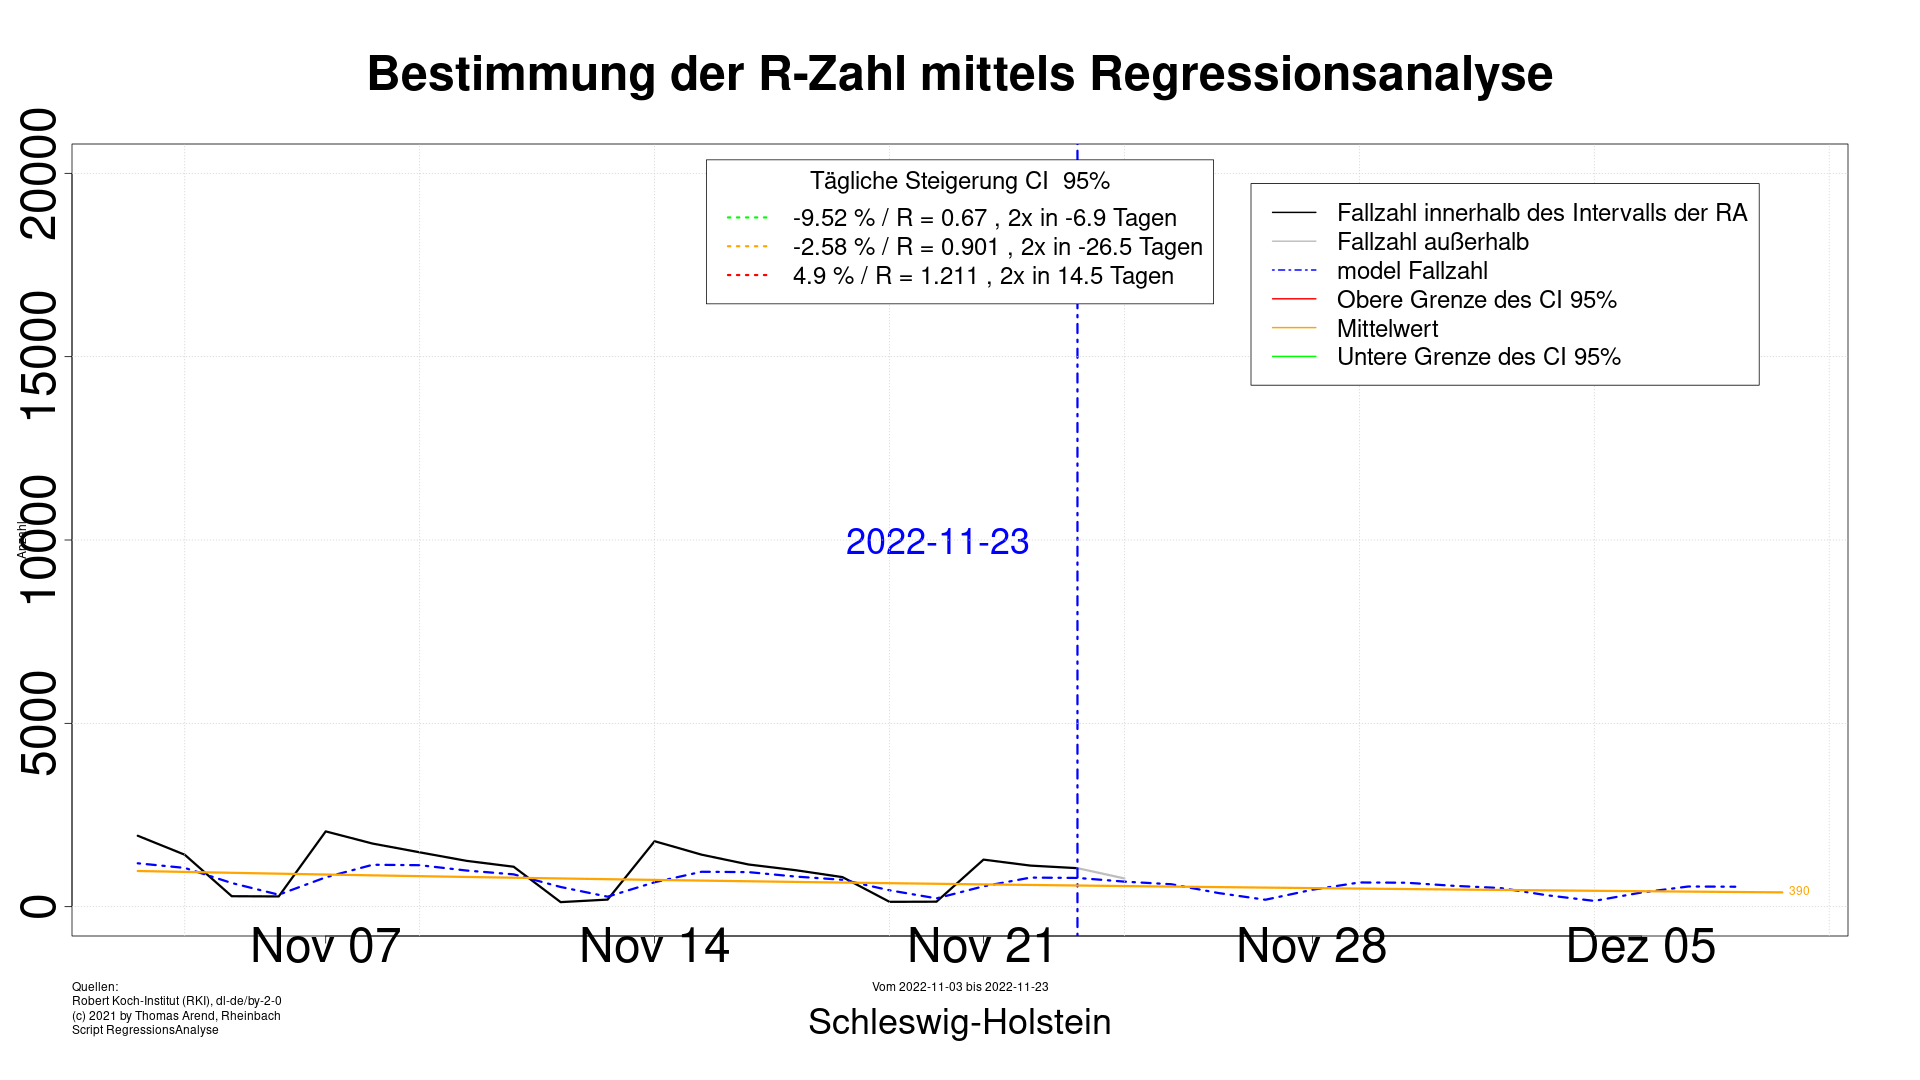 Bestimmung der R-Zahl mittels Regressionsanalyse
Tägliche Steigerung CI  95%
-9.52 % / R = 0.67 , 2x in -6.9 Tagen
-2.58 % / R = 0.901 , 2x in -26.5 Tagen
4.9 % / R = 1.211 , 2x in 14.5 Tagen
Fallzahl innerhalb des Intervalls der RA
Fallzahl außerhalb
model Fallzahl
Obere Grenze des CI 95%
Mittelwert
Untere Grenze des CI 95%
20000
15000
10000
5000
0
Anzahl
2022-11-23
390
Nov 07
Nov 14
Nov 21
Nov 28
Dez 05
Quellen:
Robert Koch-Institut (RKI), dl-de/by-2-0
(c) 2021 by Thomas Arend, Rheinbach
Script RegressionsAnalyse
Vom 2022-11-03 bis 2022-11-23
Schleswig-Holstein